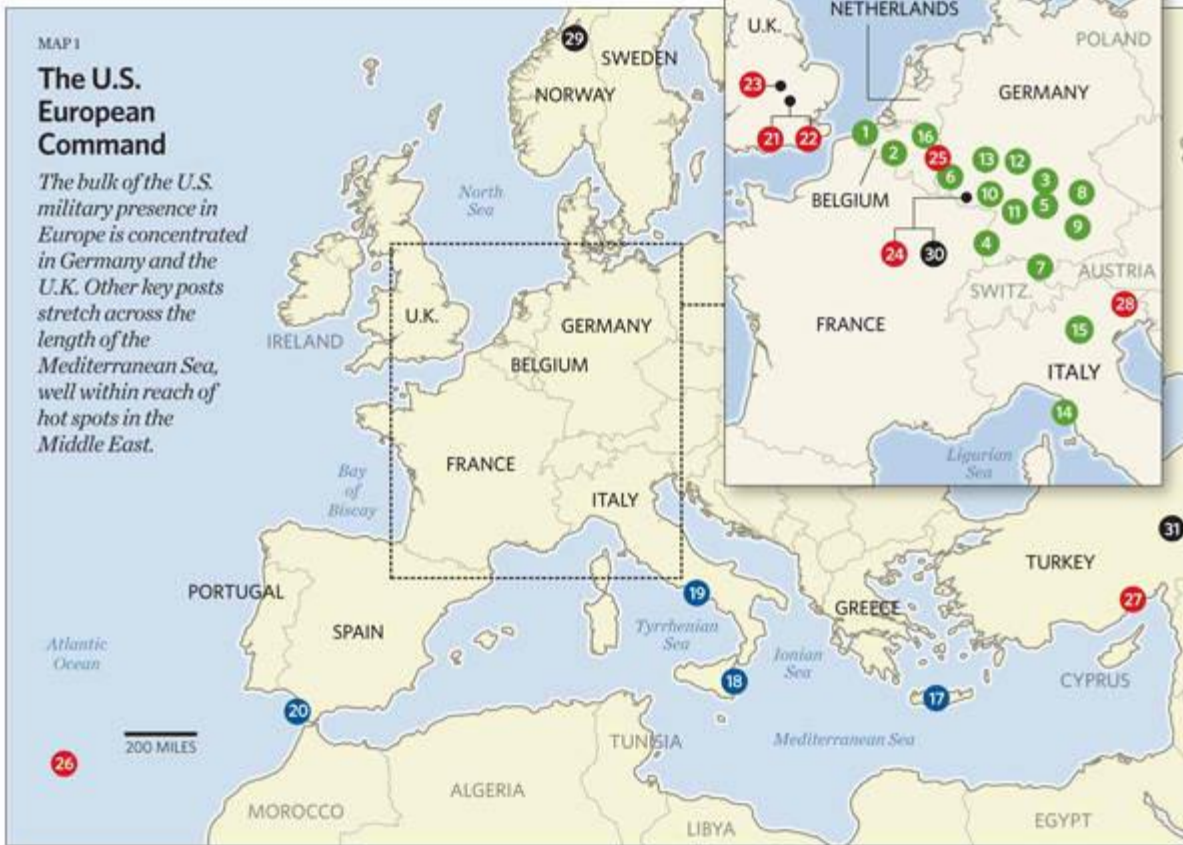 MAP 1
The U.S.
European
Command
The bulk of the U.S.
military presence in
Europe is concentrated
in Germany and the
U.K. Other key posts
stretch across the
length of the
Mediterranean Sea,
well within reach of
hot spots in the
Middle East.
29
SWEDEN
NORWAY
North
Sea
U.K.
IRELAND
GERMANY
BELGIUM
FRANCE
Bay
of
Biscay
ITALY
PORTUGAL
SPAIN
Atlantic
Ocean
19
Tyrrhenian
Sea
18
Ionian
Sea
GREECE
17
TURKEY
31
27
CYPRUS
20
200 MILES
26
TUNISIA
Mediterranean Sea
MOROCCO
ALGERIA
LIBYA
EGYPT
NETHERLANDS
U.K.
POLAND
GERMANY
23
21
22
1
2
16
25
6
13
12
3
8
10
11
5
9
BELGIUM
24
30
4
7
AUSTRIA
SWITZ.
28
FRANCE
15
ITALY
14
Ligurian
Sea